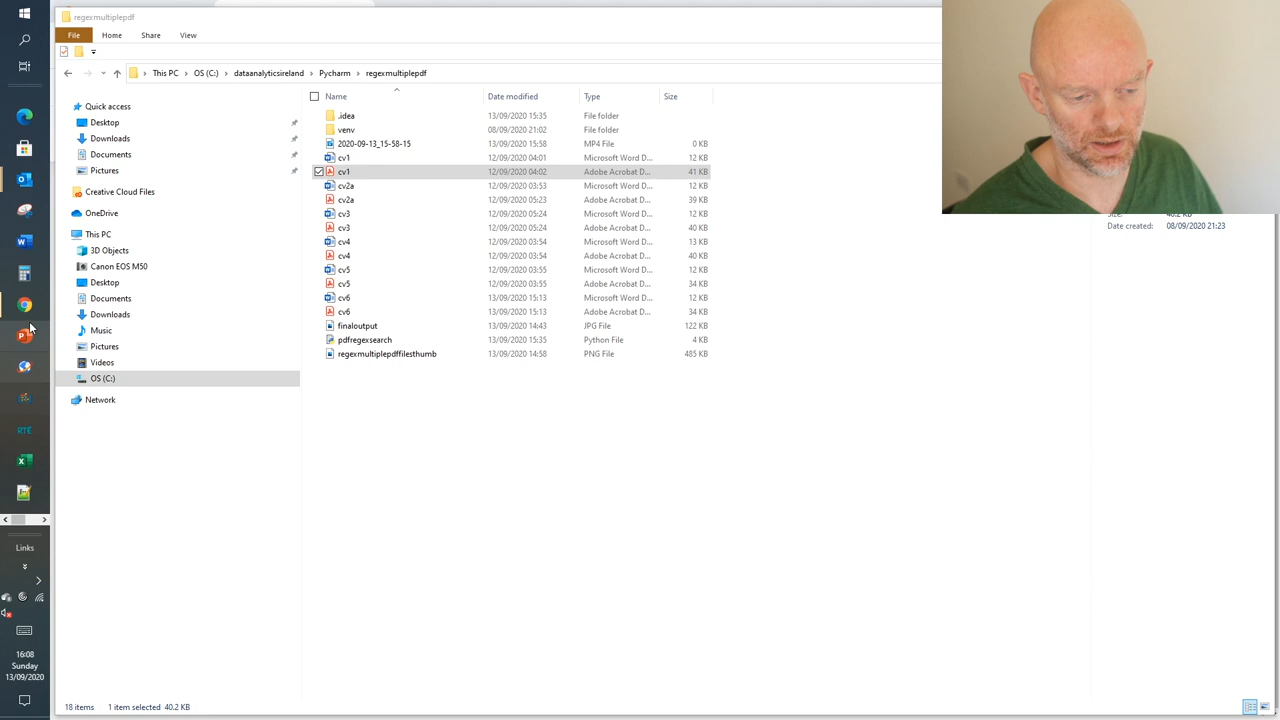 regexmultiplepdf
File Home Share View
This PC OS (C:) dataanalyticsireland Pycharm regexmultiplepdf
Name Date modified Type Size
Quick access
Desktop
Downloads
Documents
Pictures
Creative Cloud Files
OneDrive
This PC
3D Objects
Canon EOS M50
Desktop
Documents
Downloads
Music
Pictures
Videos
OS (C:)
Network
.idea 13/09/2020 15:35 File folder
venv 08/09/2020 21:02 File folder
2020-09-13_15-58-15 13/09/2020 15:58 MP4 File 0 KB
cv1 12/09/2020 04:01 Microsoft Word D... 12 KB
cv1 12/09/2020 04:02 Adobe Acrobat D... 41 KB
cv2a 12/09/2020 03:53 Microsoft Word D... 12 KB
cv2a 12/09/2020 05:23 Adobe Acrobat D... 39 KB
cv3 12/09/2020 05:24 Microsoft Word D... 12 KB
cv3 12/09/2020 05:24 Adobe Acrobat D... 40 KB
cv4 12/09/2020 03:54 Microsoft Word D... 13 KB
cv4 12/09/2020 03:54 Adobe Acrobat D... 40 KB
cv5 12/09/2020 03:55 Microsoft Word D... 12 KB
cv5 12/09/2020 03:55 Adobe Acrobat D... 34 KB
cv6 13/09/2020 15:13 Microsoft Word D... 12 KB
cv6 13/09/2020 15:13 Adobe Acrobat D... 34 KB
finaloutput 13/09/2020 14:43 JPG File 122 KB
pdfregexsearch 13/09/2020 15:35 Python File 4 KB
regexmultiplepdffilesthumb 13/09/2020 14:58 PNG File 485 KB
Date created: 08/09/2020 21:23
RTÉ
Links
16:08
Sunday
13/09/2020
18 items 1 item selected 40.2 KB